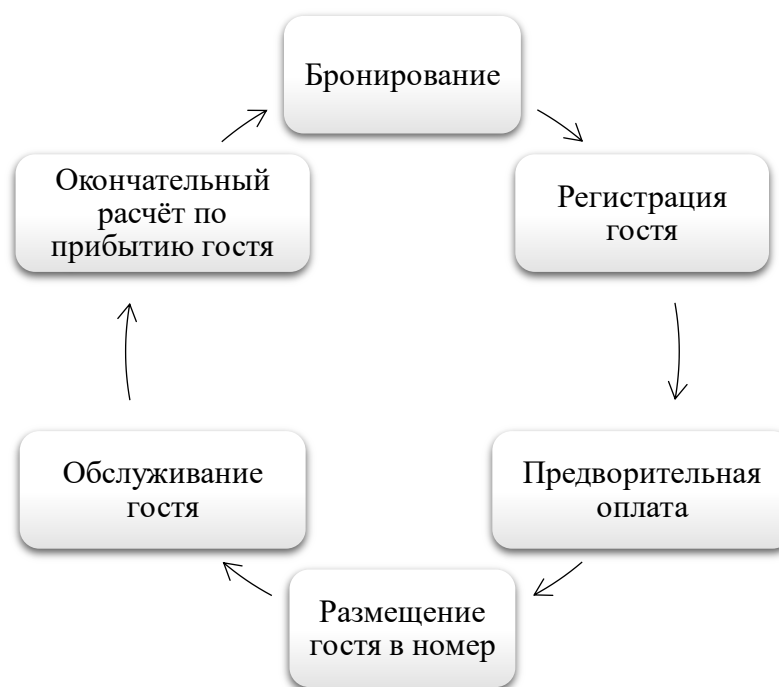 Бронирование
Регистрация
гостя
Предворительная
оплата
Размещение
гостя в номер
Обслуживание
гостя
Окончательный
расчёт по
прибытию гостя